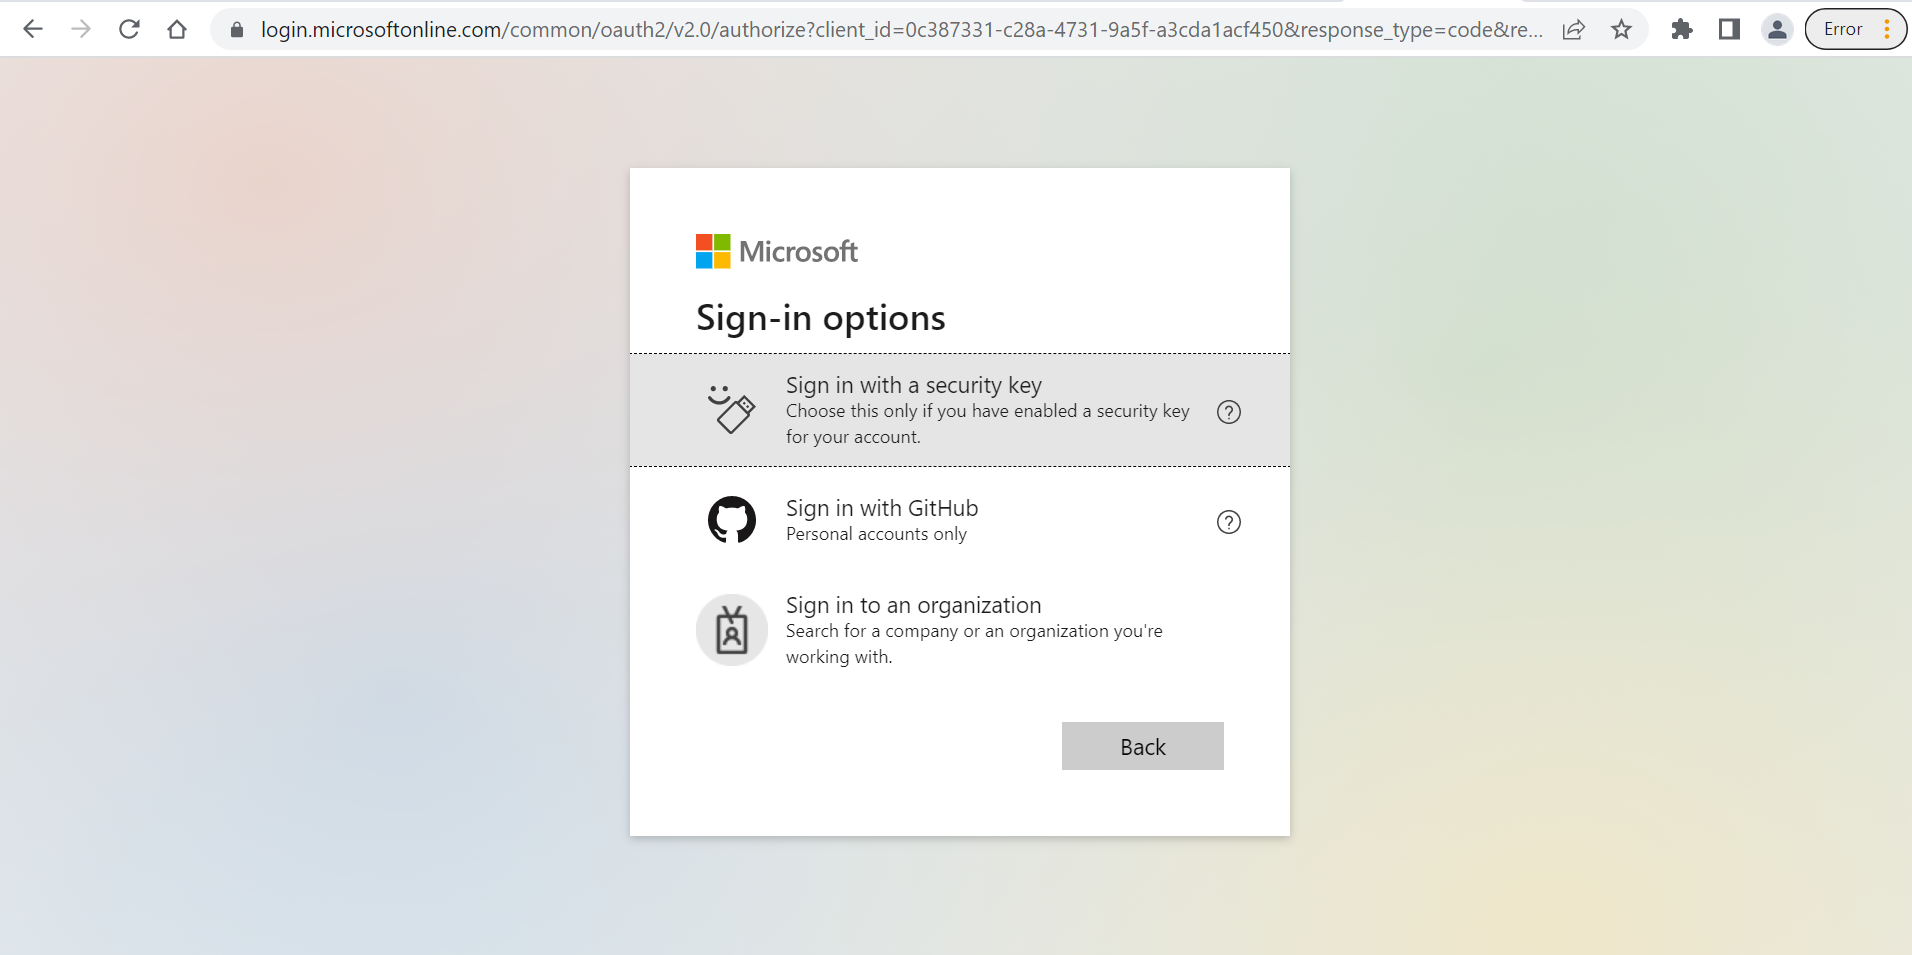 login.microsoftonline.com/common/oauth2/v2.0/authorize?client_id=0c387331-c28a-4731-9a5f-a3cda1acf450&response_type=code&re...
Error
Microsoft
Sign-in options
Sign in with a security key
Choose this only if you have enabled a security key
for your account.
?
Sign in with GitHub
Personal accounts only
?
Sign in to an organization
Search for a company or an organization you're
working with.
Back